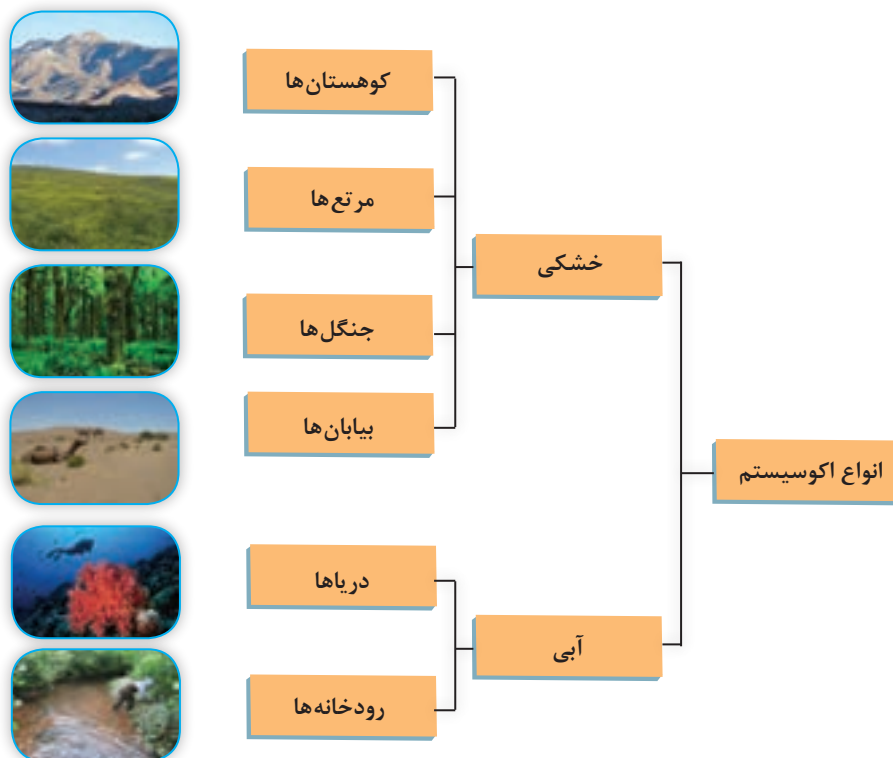 انواع اکوسیستم
خشکی
کوهستان‌ها
مرتع‌ها
جنگل‌ها
بیابان‌ها
آبی
دریاها
رودخانه‌ها